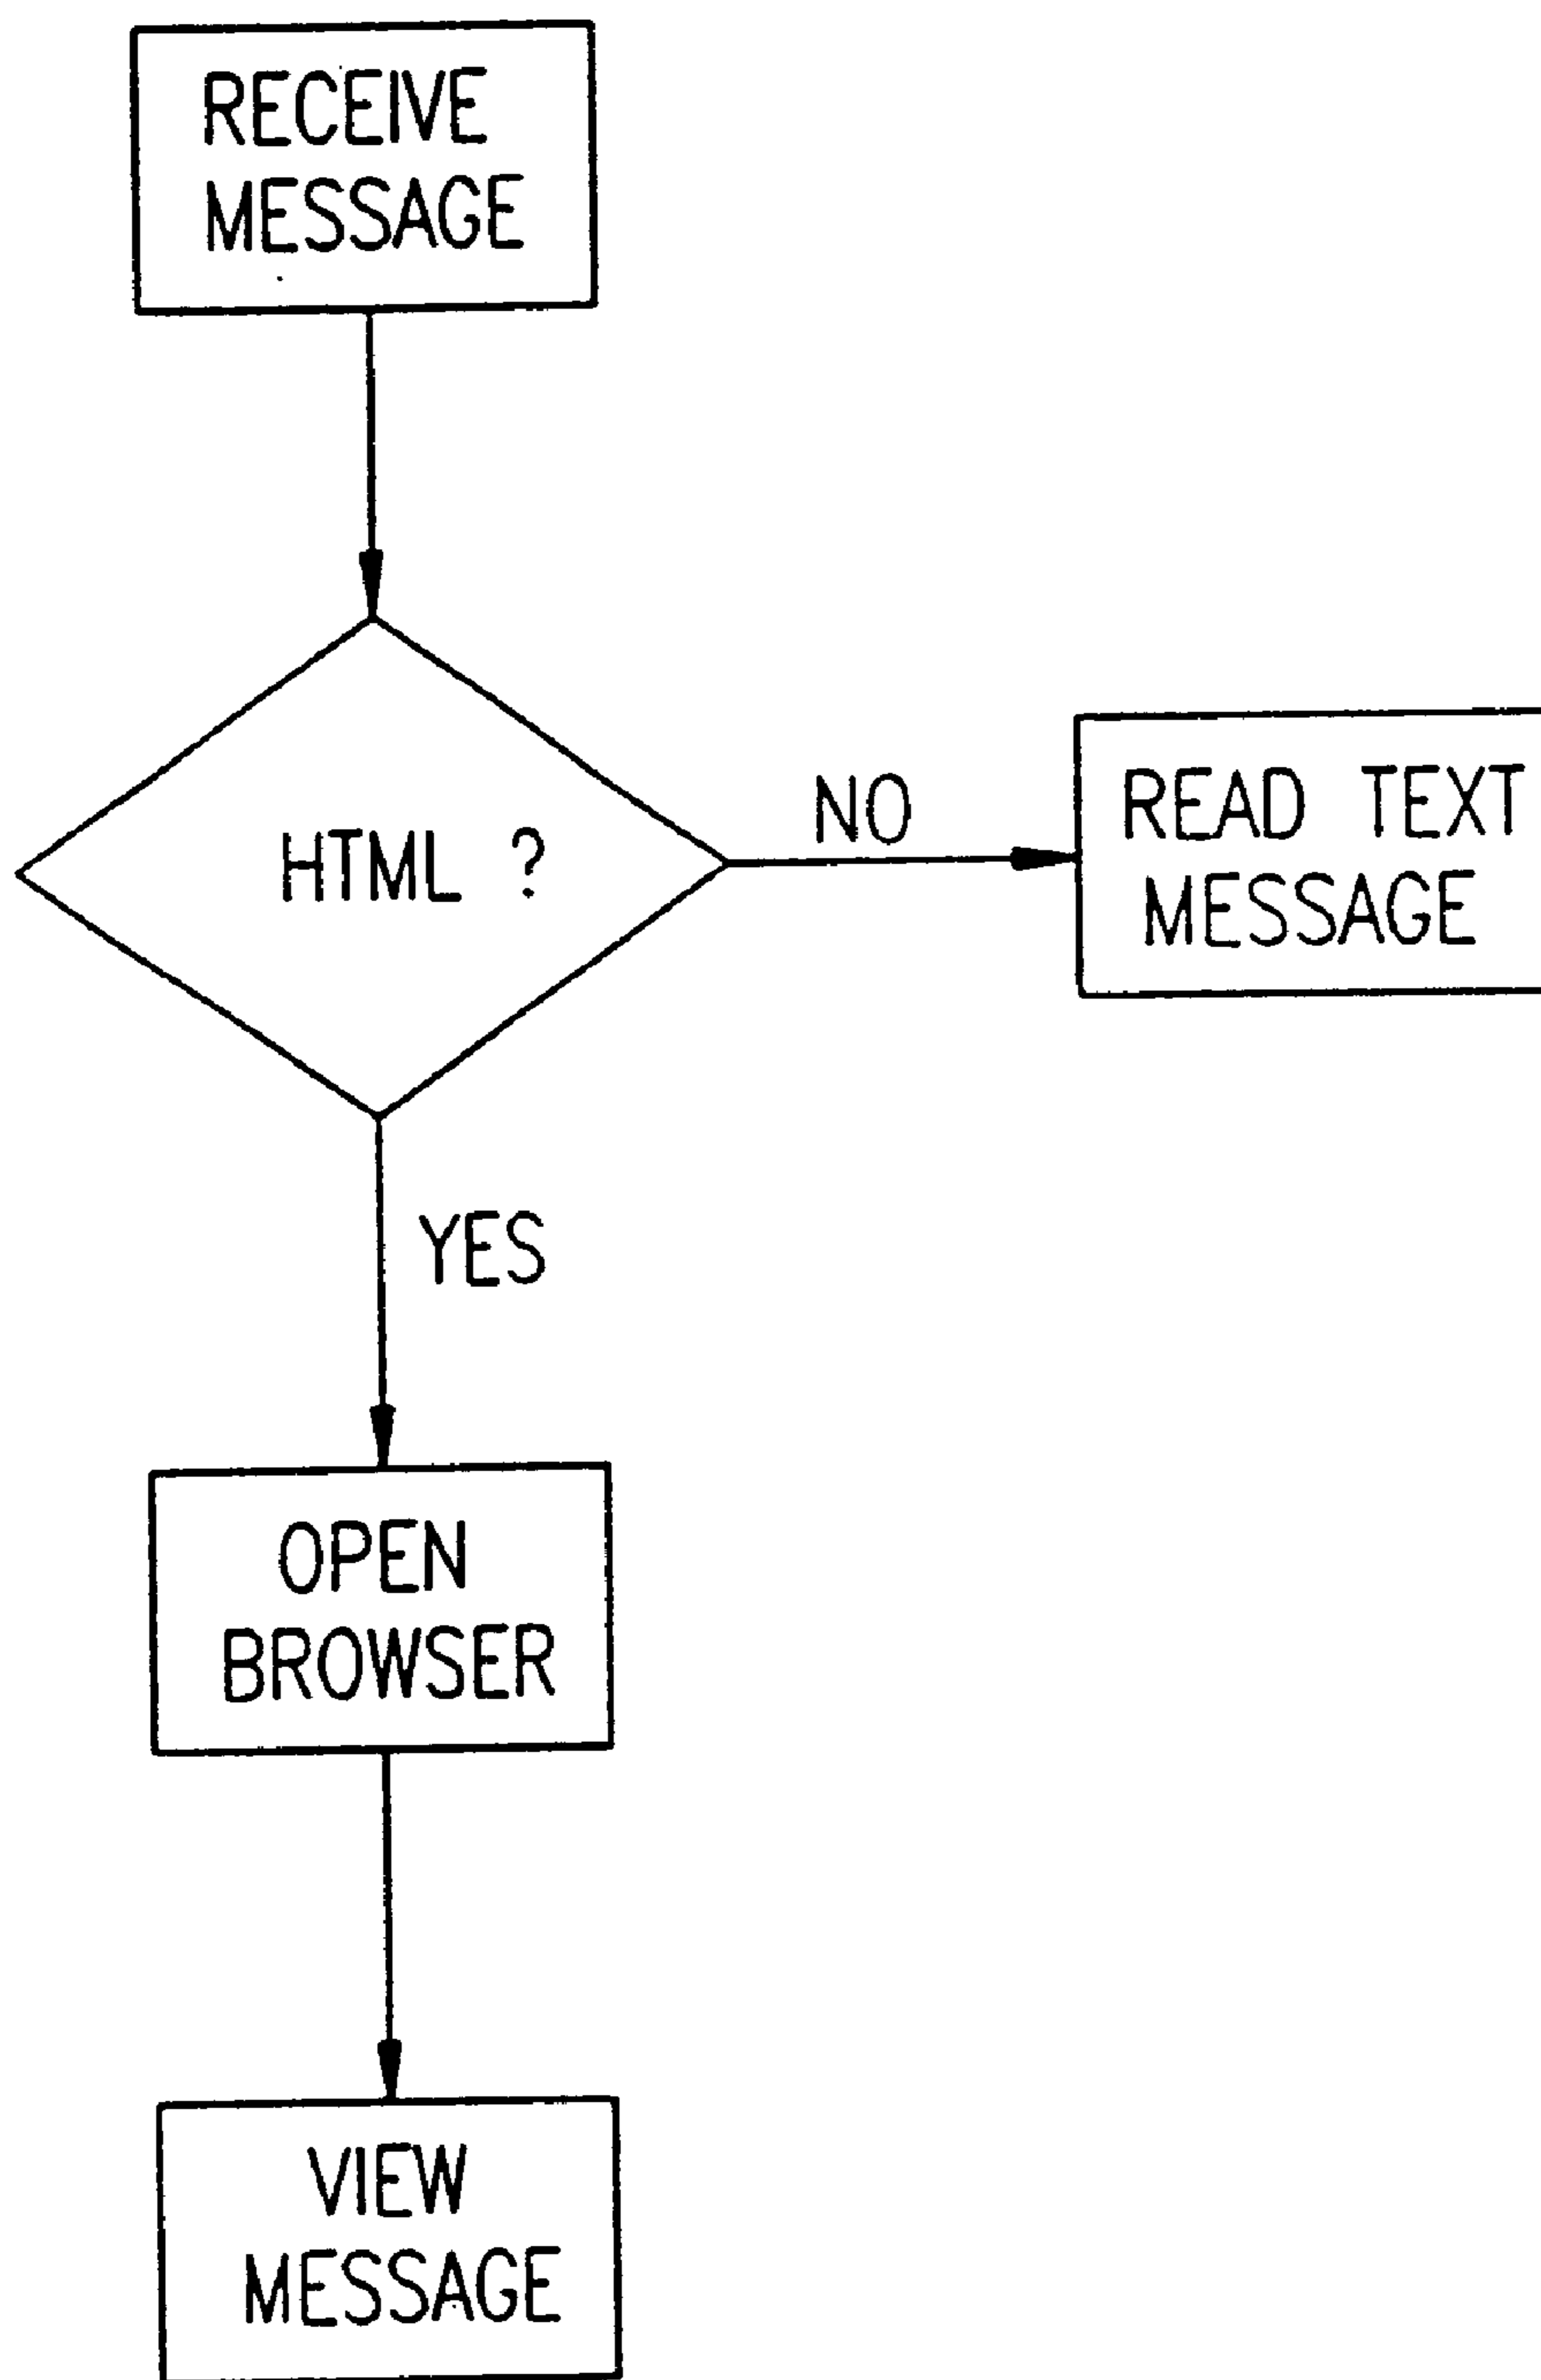 RECEIVE
MESSAGE
HTML ?
NO
READ TEXT
MESSAGE
YES
OPEN
BROWSER
VIEW
MESSAGE